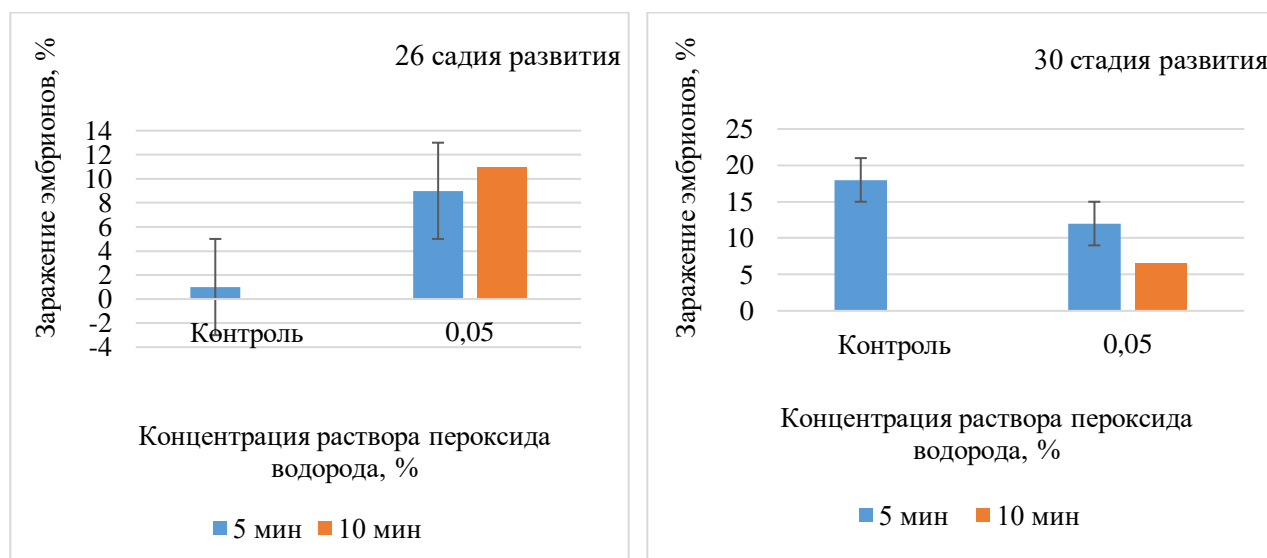 26 садия развития
Заражение эмбрионов, %
14
12
10
8
6
4
2
0
-2
-4
Контроль
0,05
Концентрация раствора пероксида
водорода, %
5 мин
10 мин
30 стадия развития
Заражение эмбрионов, %
25
20
15
10
5
0
Контроль
0,05
Концентрация раствора пероксида
водорода, %
5 мин
10 мин